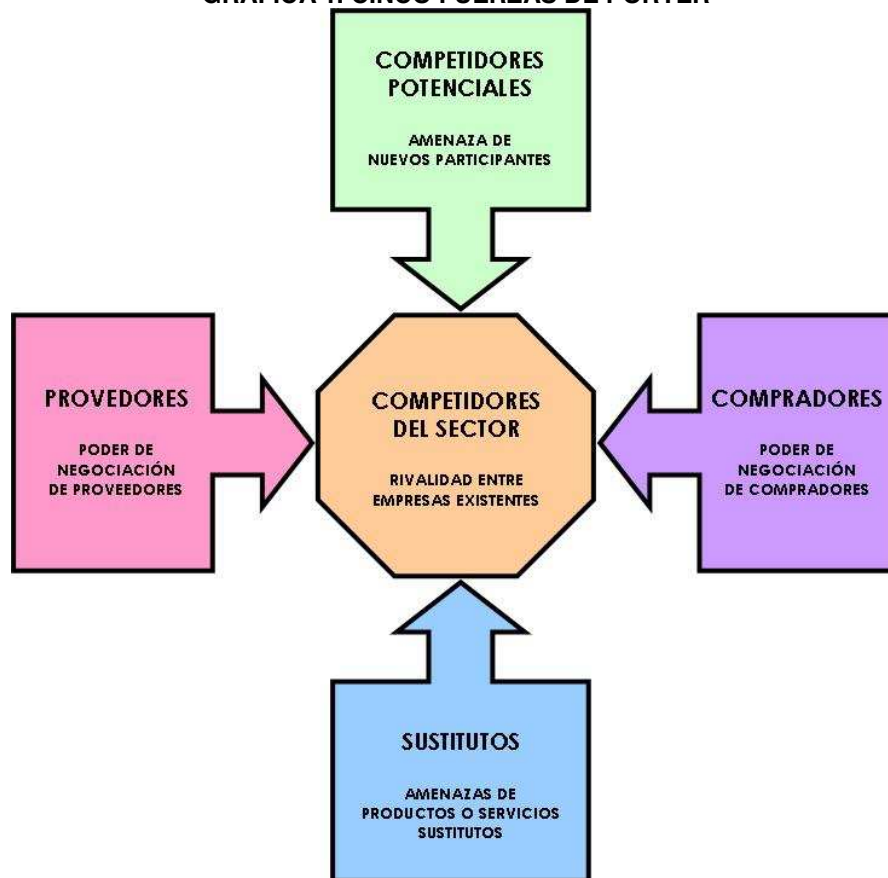 COMPETIDORES
POTENCIALES
AMENAZA DE
NUEVOS PARTICIPANTES
PROVEDORES
PODER DE
NEGOCIACIÓN
DE PROVEEDORES
COMPETIDORES
DEL SECTOR
RIVALIDAD ENTRE
EMPRESAS EXISTENTES
COMPRADORES
PODER DE
NEGOCIACIÓN
DE COMPRADORES
SUSTITUTOS
AMENAZAS DE
PRODUCTOS O SERVICIOS
SUSTITUTOS